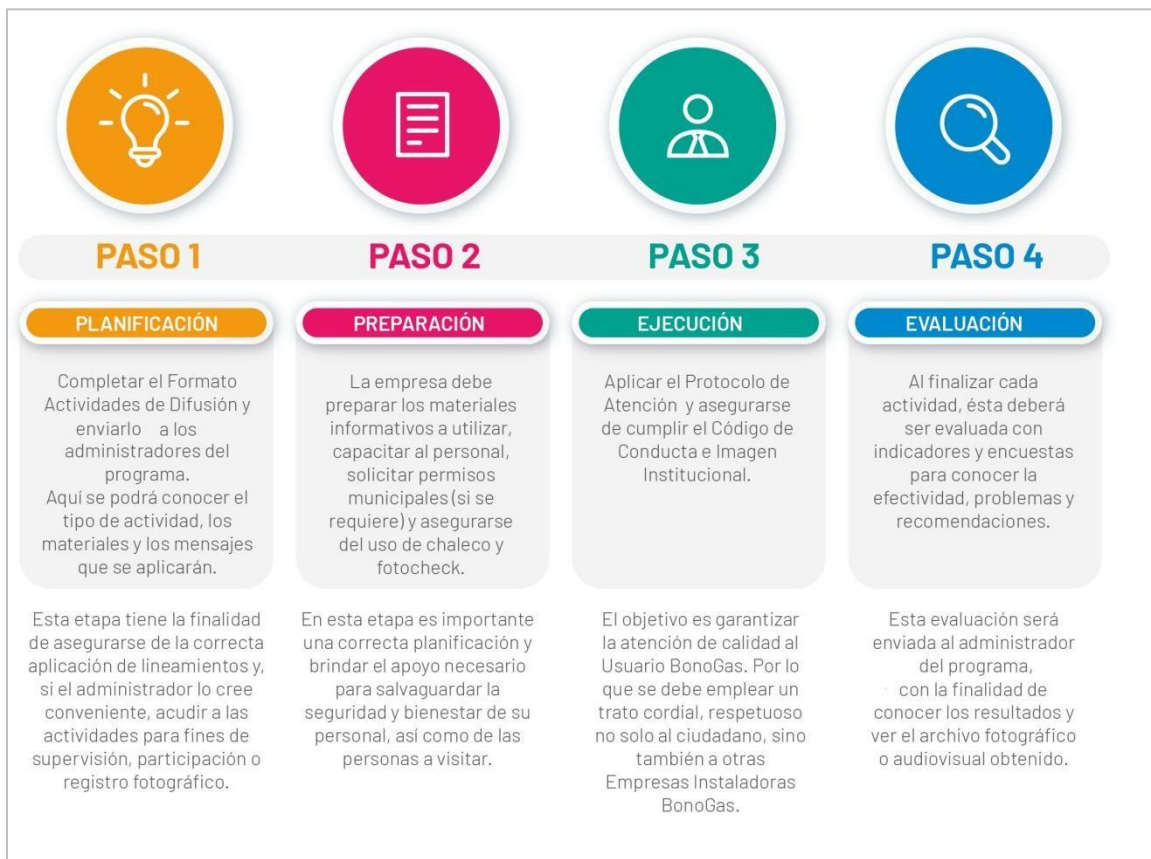 PASO 1
PASO 2
PASO 3
PASO 4
PLANIFICACIÓN
Completar el Formato
Actividades de Difusión y
enviarlo a los
administradores del
programa.
Aquí se podrá conocer el
tipo de actividad, los
materiales y los mensajes
que se aplicarán.
Esta etapa tiene la finalidad
de asegurarse de la correcta
aplicación de lineamientos y,
si el administrador lo cree
conveniente, acudir a las
actividades para fines de
supervisión, participación o
registro fotográfico.
PREPARACIÓN
La empresa debe
preparar los materiales
informativos a utilizar,
capacitar al personal,
solicitar permisos
municipales (si se
requiere) y asegurarse
del uso de chaleco y
fotocheck.
En esta etapa es importante
una correcta planificación y
brindar el apoyo necesario
para salvaguardar la
seguridad y bienestar de su
personal, así como de las
personas a visitar.
EJECUCIÓN
Aplicar el Protocolo de
Atención y asegurarse
de cumplir el Código de
Conducta e Imagen
Institucional.
El objetivo es garantizar
la atención de calidad al
Usuario BonoGas. Por lo
que se debe emplear un
trato cordial, respetuoso
no solo al ciudadano, sino
también a otras
Empresas Instaladoras
BonoGas.
EVALUACIÓN
Al finalizar cada
actividad, ésta deberá
ser evaluada con
indicadores y encuestas
para conocer la
efectividad, problemas y
recomendaciones.
Esta evaluación será
enviada al administrador
del programa,
con la finalidad de
conocer los resultados y
ver el archivo fotográfico
o audiovisual obtenido.